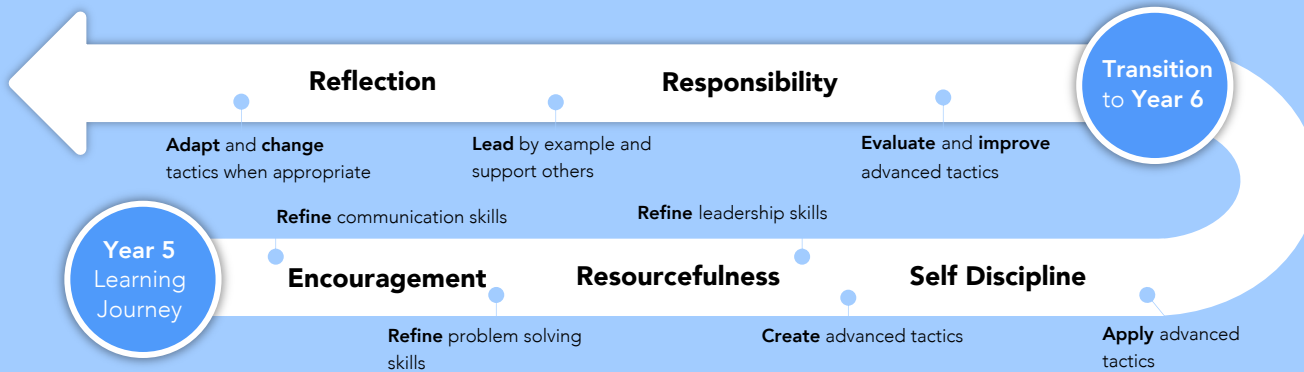 Reflection
Responsibility
Transition
to Year 6
Adapt and change
tactics when appropriate
Lead by example and
support others
Evaluate and improve
advanced tactics
Refine communication skills
Refine leadership skills
Year 5
Learning
Journey
Encouragement
Resourcefulness
Self Discipline
Refine problem solving
skills
Create advanced tactics
Apply advanced
tactics